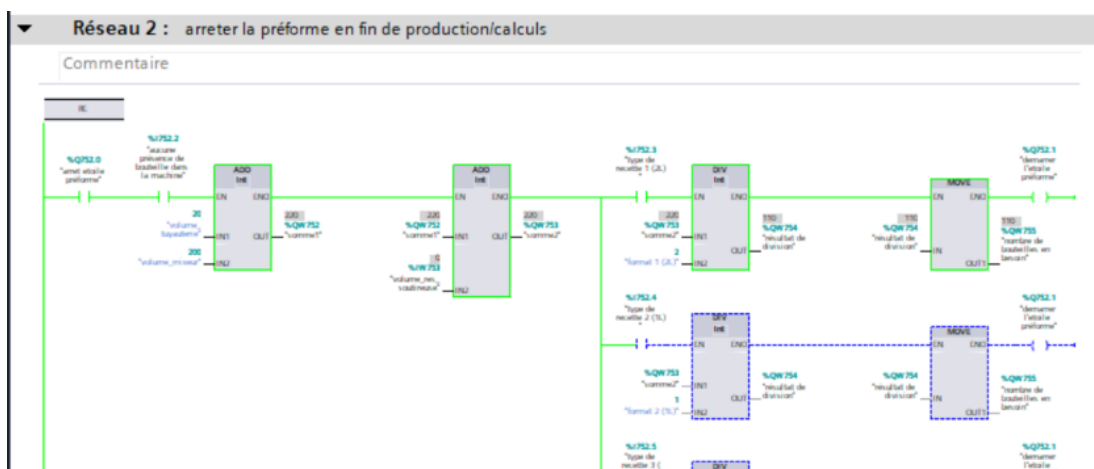 Réseau 2 : arreter la préforme en fin de production/calculs
Commentaire
%Q752.0
"arret etoile
préforme"
%I752.2
"aucune
présence de
bouteille dans
la machine"
ADD
Int
EN ENO
20
"volume_
tuyauterie"
IN1
200
"volume_mixeur"
IN2
OUT
220
%QW752
"somme1"
ADD
Int
EN ENO
220
%QW752
"somme1"
IN1
0
%IW753
IN2
OUT
220
%QW753
"somme2"
%I752.3
"type de
recette 1 (2L)
"
DIV
Int
EN ENO
220
%QW753
"somme2"
IN1
2
"format 1 (2L)"
IN2
OUT
110
%QW754
"résultat de
division"
MOVE
EN ENO
110
%QW754
"résultat de
division"
IN
OUT1
110
%QW755
"nombre de
bouteilles en
besoin"
%Q752.1
"demarrer
l'etoile
préforme"
%I752.4
"type de
recette 2 (1L)
"
DIV
Int
EN ENO
%QW753
"somme2"
IN1
1
"format 2 (1L)"
IN2
OUT
%QW754
"résultat de
division"
MOVE
EN ENO
%QW754
"résultat de
division"
IN
OUT1
%QW755
"nombre de
bouteilles en
besoin"
%Q752.1
"demarrer
l'etoile
préforme"
%I752.5
"type de
recette 3 (
DIV
%Q752.1
"demarrer
l'etoile